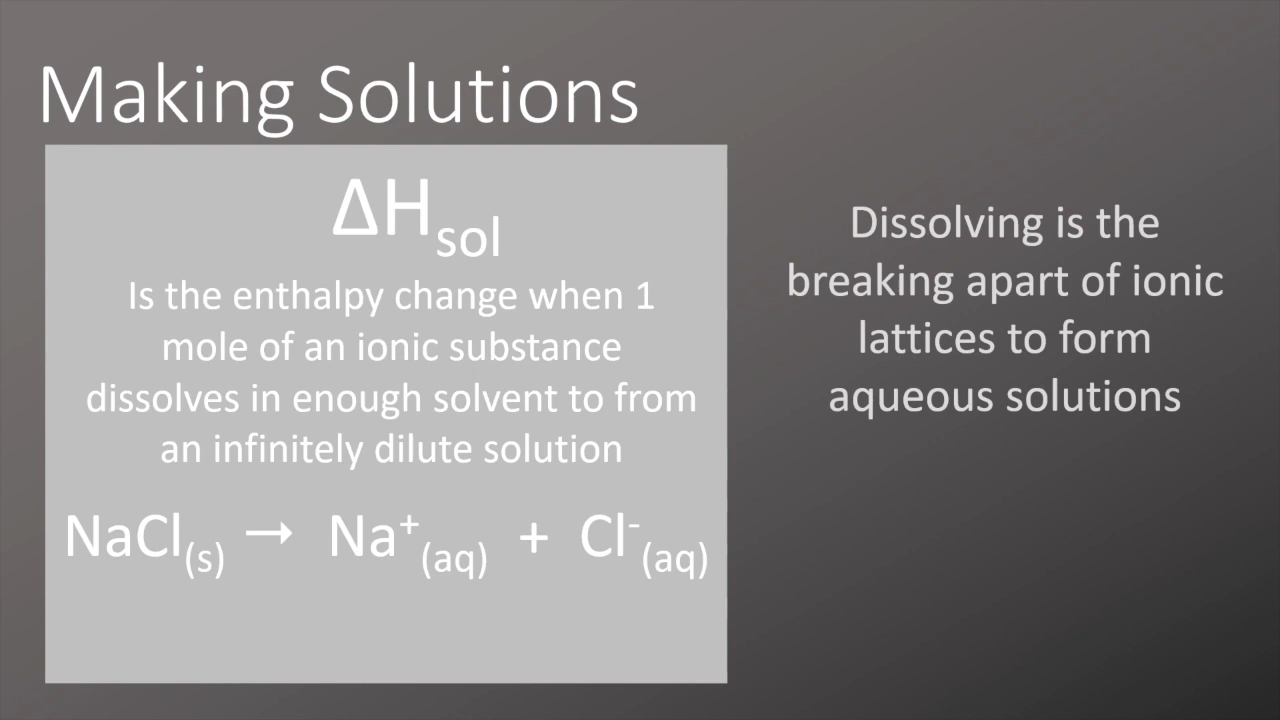 Making Solutions
ΔHsol
Is the enthalpy change when 1
mole of an ionic substance
dissolves in enough solvent to from
an infinitely dilute solution
NaCl(s) → Na⁺(aq) + Cl⁻(aq)
Dissolving is the
breaking apart of ionic
lattices to form
aqueous solutions